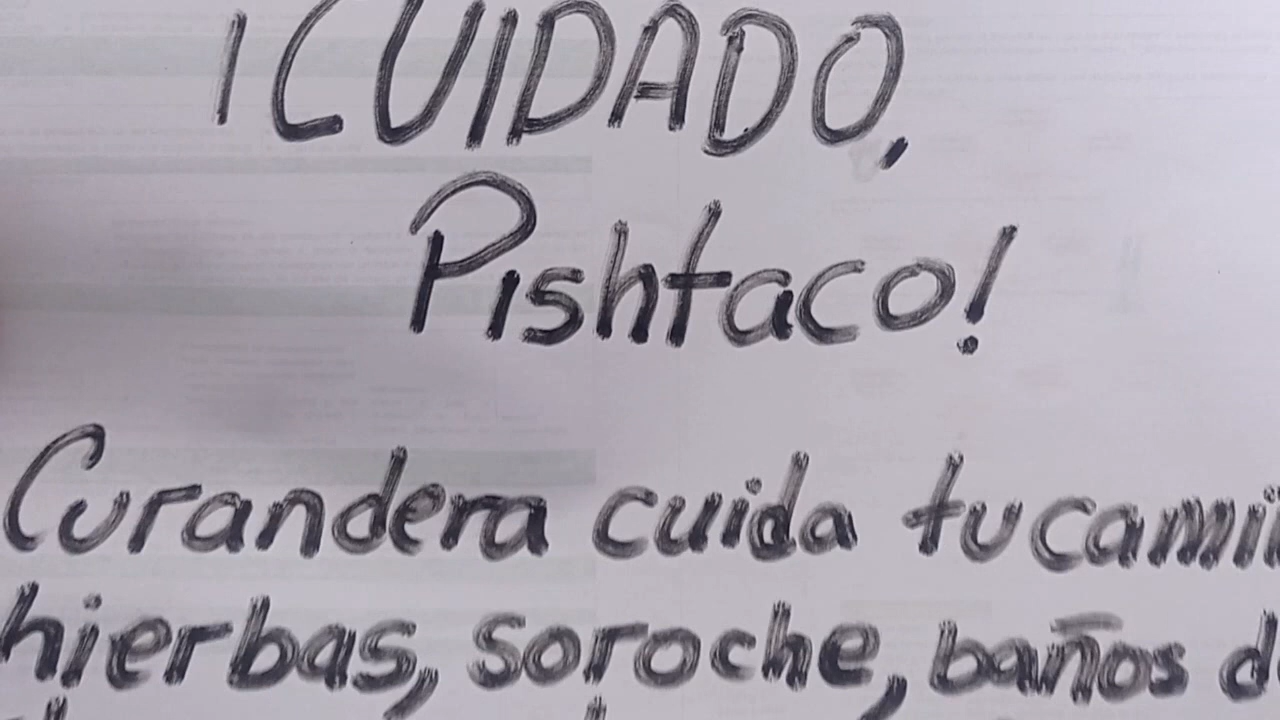 ¡CUIDADO,
Pishtaco!
Curandera cuida tu
hierbas, soroche, baños